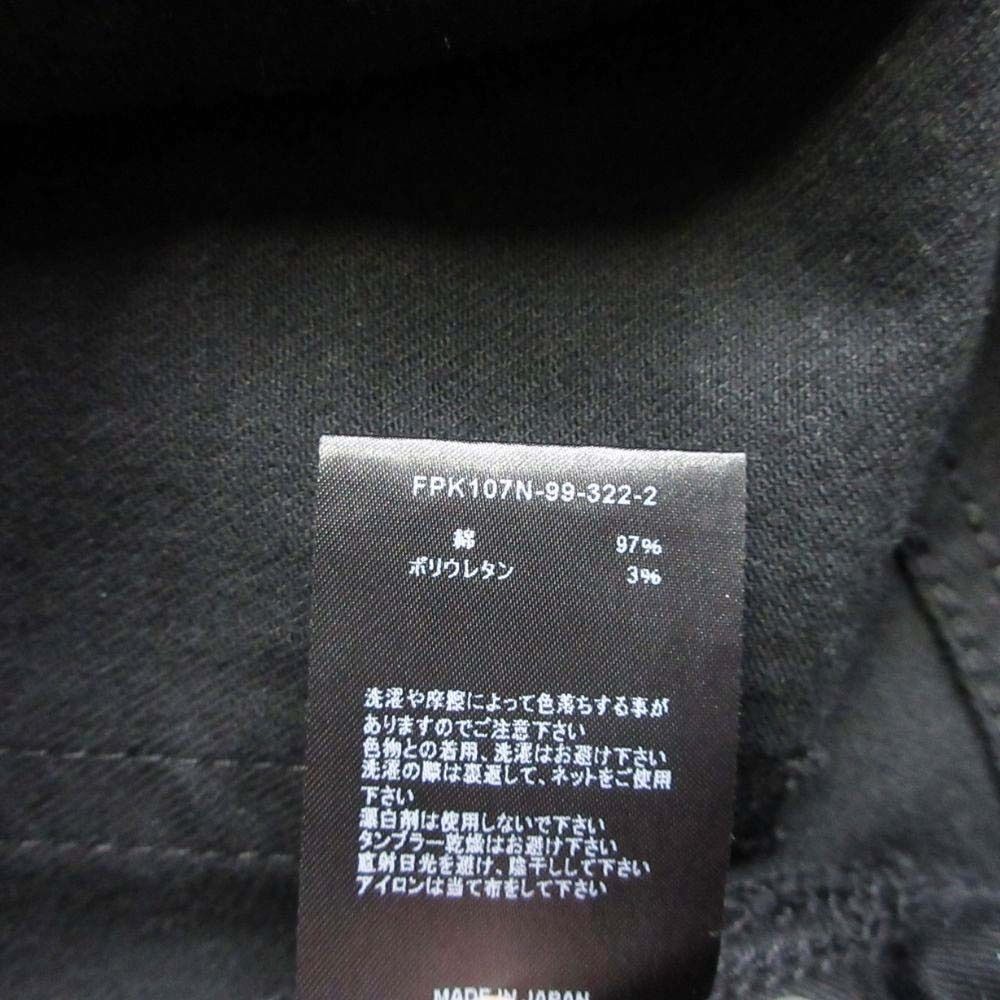 FPK107N-99-322-2
綿 97%
ポリウレタン 3%
洗濯や摩擦によって色落ちする事が
ありますのでご注意下さい
色物との着用、洗濯はお避け下さい
洗濯の際は裏返して、ネットをご使用
下さい
漂白剤は使用しないで下さい
タンブラー乾燥はお避け下さい
直射日光を避け、陰干しして下さい
アイロンは当て布をして下さい
MADE IN JAPAN